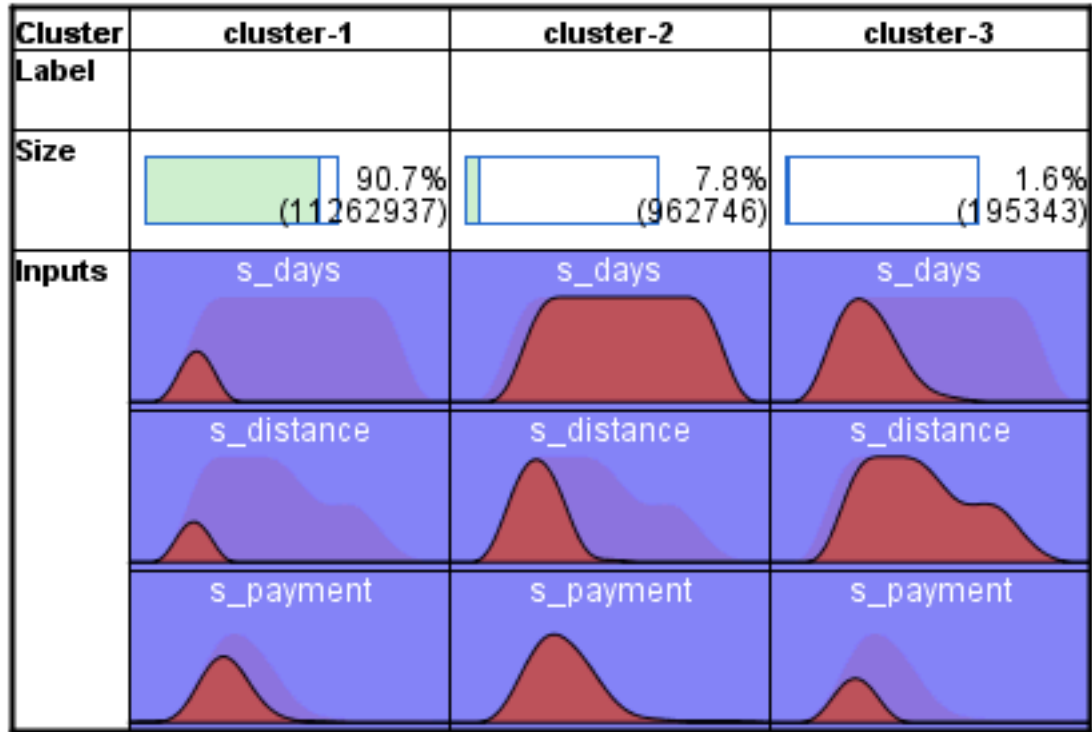 Cluster cluster-1 cluster-2 cluster-3
Label
Size
90.7% 7.8% 1.6%
(11262937) (962746) (195343)
Inputs s_days s_days s_days
s_distance s_distance s_distance
s_payment s_payment s_payment